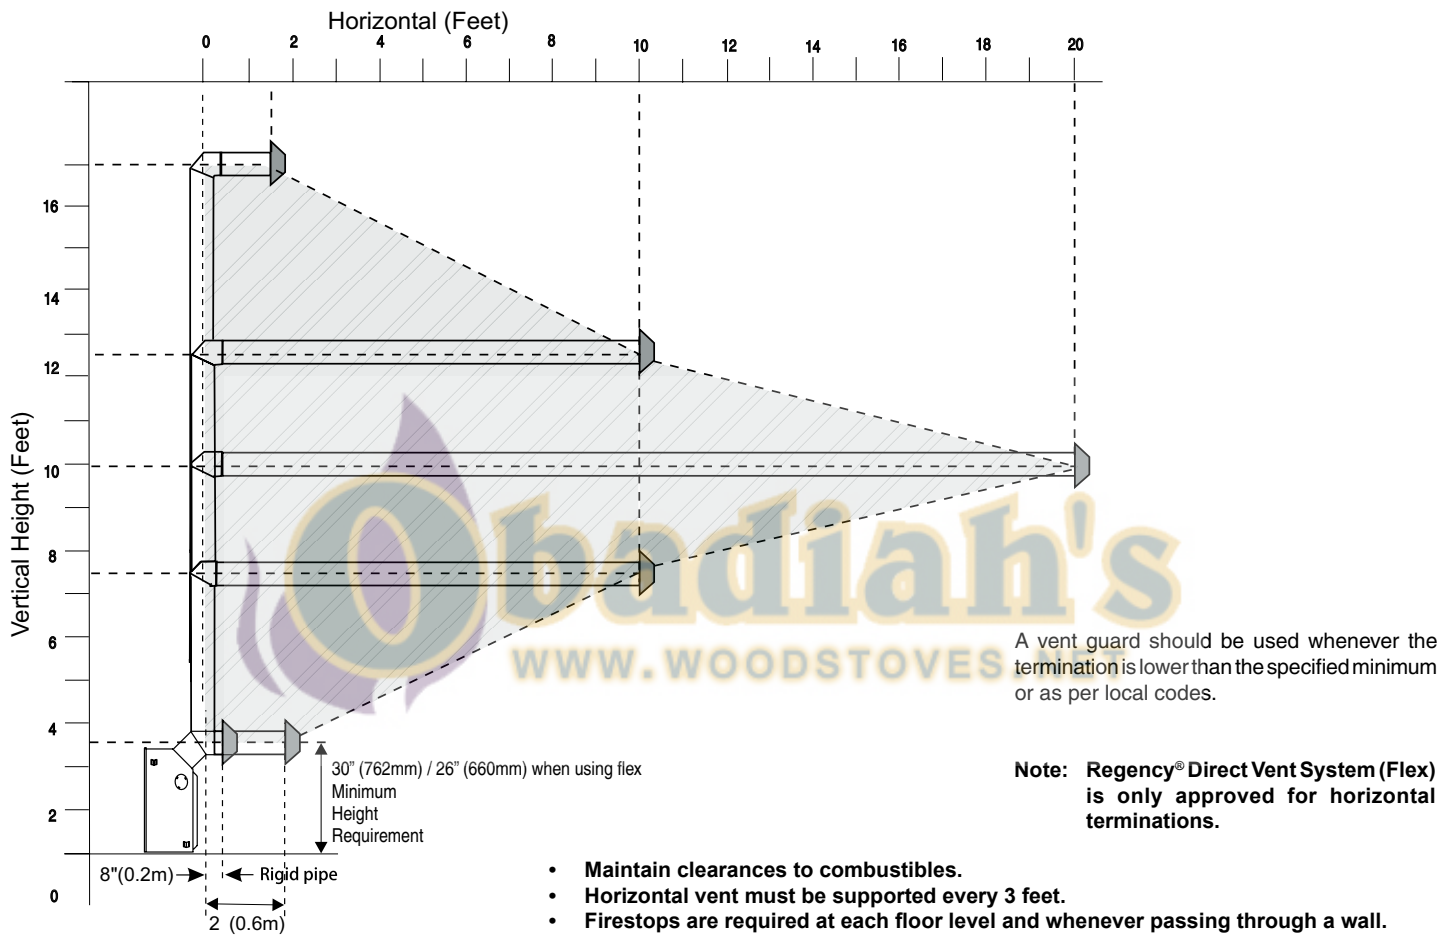 Horizontal (Feet)
0 2 4 6 8 10 12 14 16 18 20
Vertical Height (Feet)
16
14
12
10
8
6
4
2
0
Obadiah's
WWW.WOODSTOVES.NET
A vent guard should be used whenever the
termination is lower than the specified minimum
or as per local codes.
30" (762mm) / 26" (660mm) when using flex
Minimum
Height
Requirement
Note: Regency® Direct Vent System (Flex)
is only approved for horizontal
terminations.
8"(0.2m)
Rigid pipe
2 (0.6m)
• Maintain clearances to combustibles.
• Horizontal vent must be supported every 3 feet.
• Firestops are required at each floor level and whenever passing through a wall.